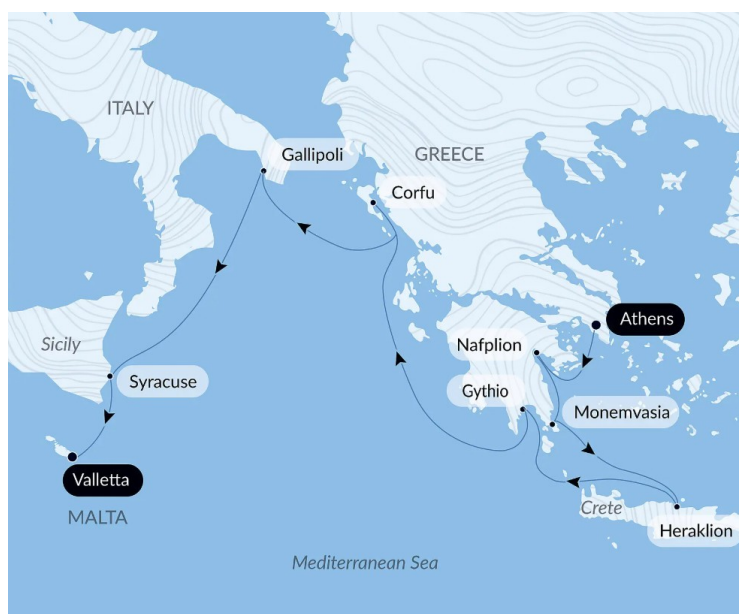 ITALY
Gallipoli
GREECE
Corfu
Athens
Sicily
Nafplion
Syracuse
Gythio
Monemvasia
Valletta
Crete
MALTA
Heraklion
Mediterranean Sea